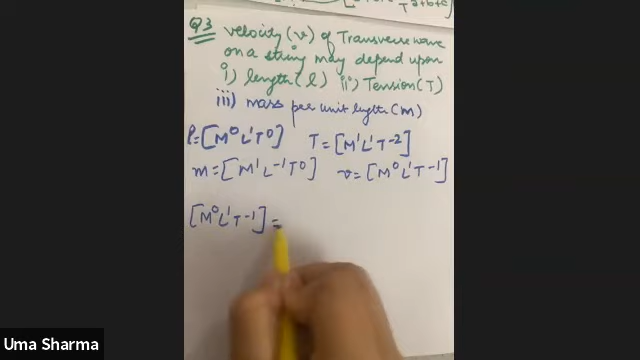 T a+b+c
Q3 velocity (v) of Transverse wave
on a string may depend upon
i) length (l) ii) Tension (T)
iii) mass per unit length (m)
l = [M⁰L¹T⁰] T = [M¹L¹T⁻²]
m = [M¹L⁻¹T⁰] v = [M⁰L¹T⁻¹]
[M⁰L¹T⁻¹] =
Uma Sharma